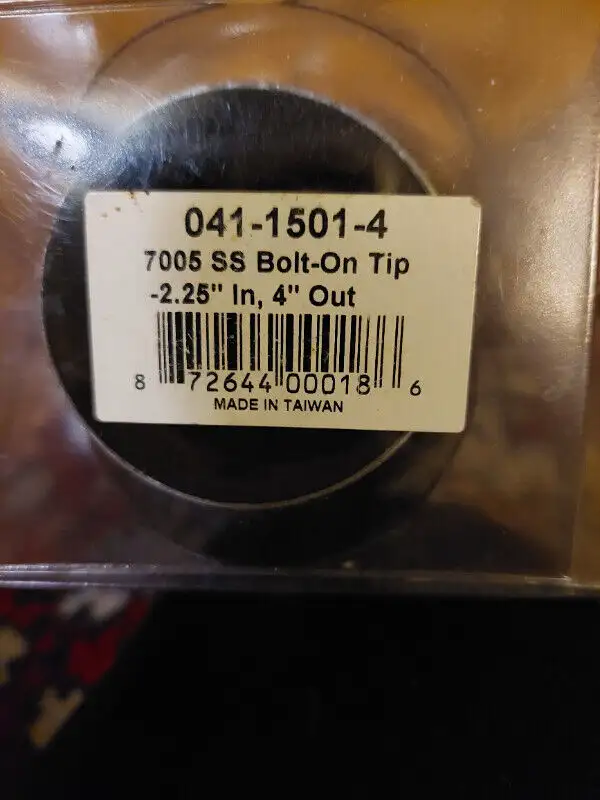 041-1501-4
7005 SS Bolt-On Tip
-2.25" In, 4" Out
8 72644 00018 6
MADE IN TAIWAN